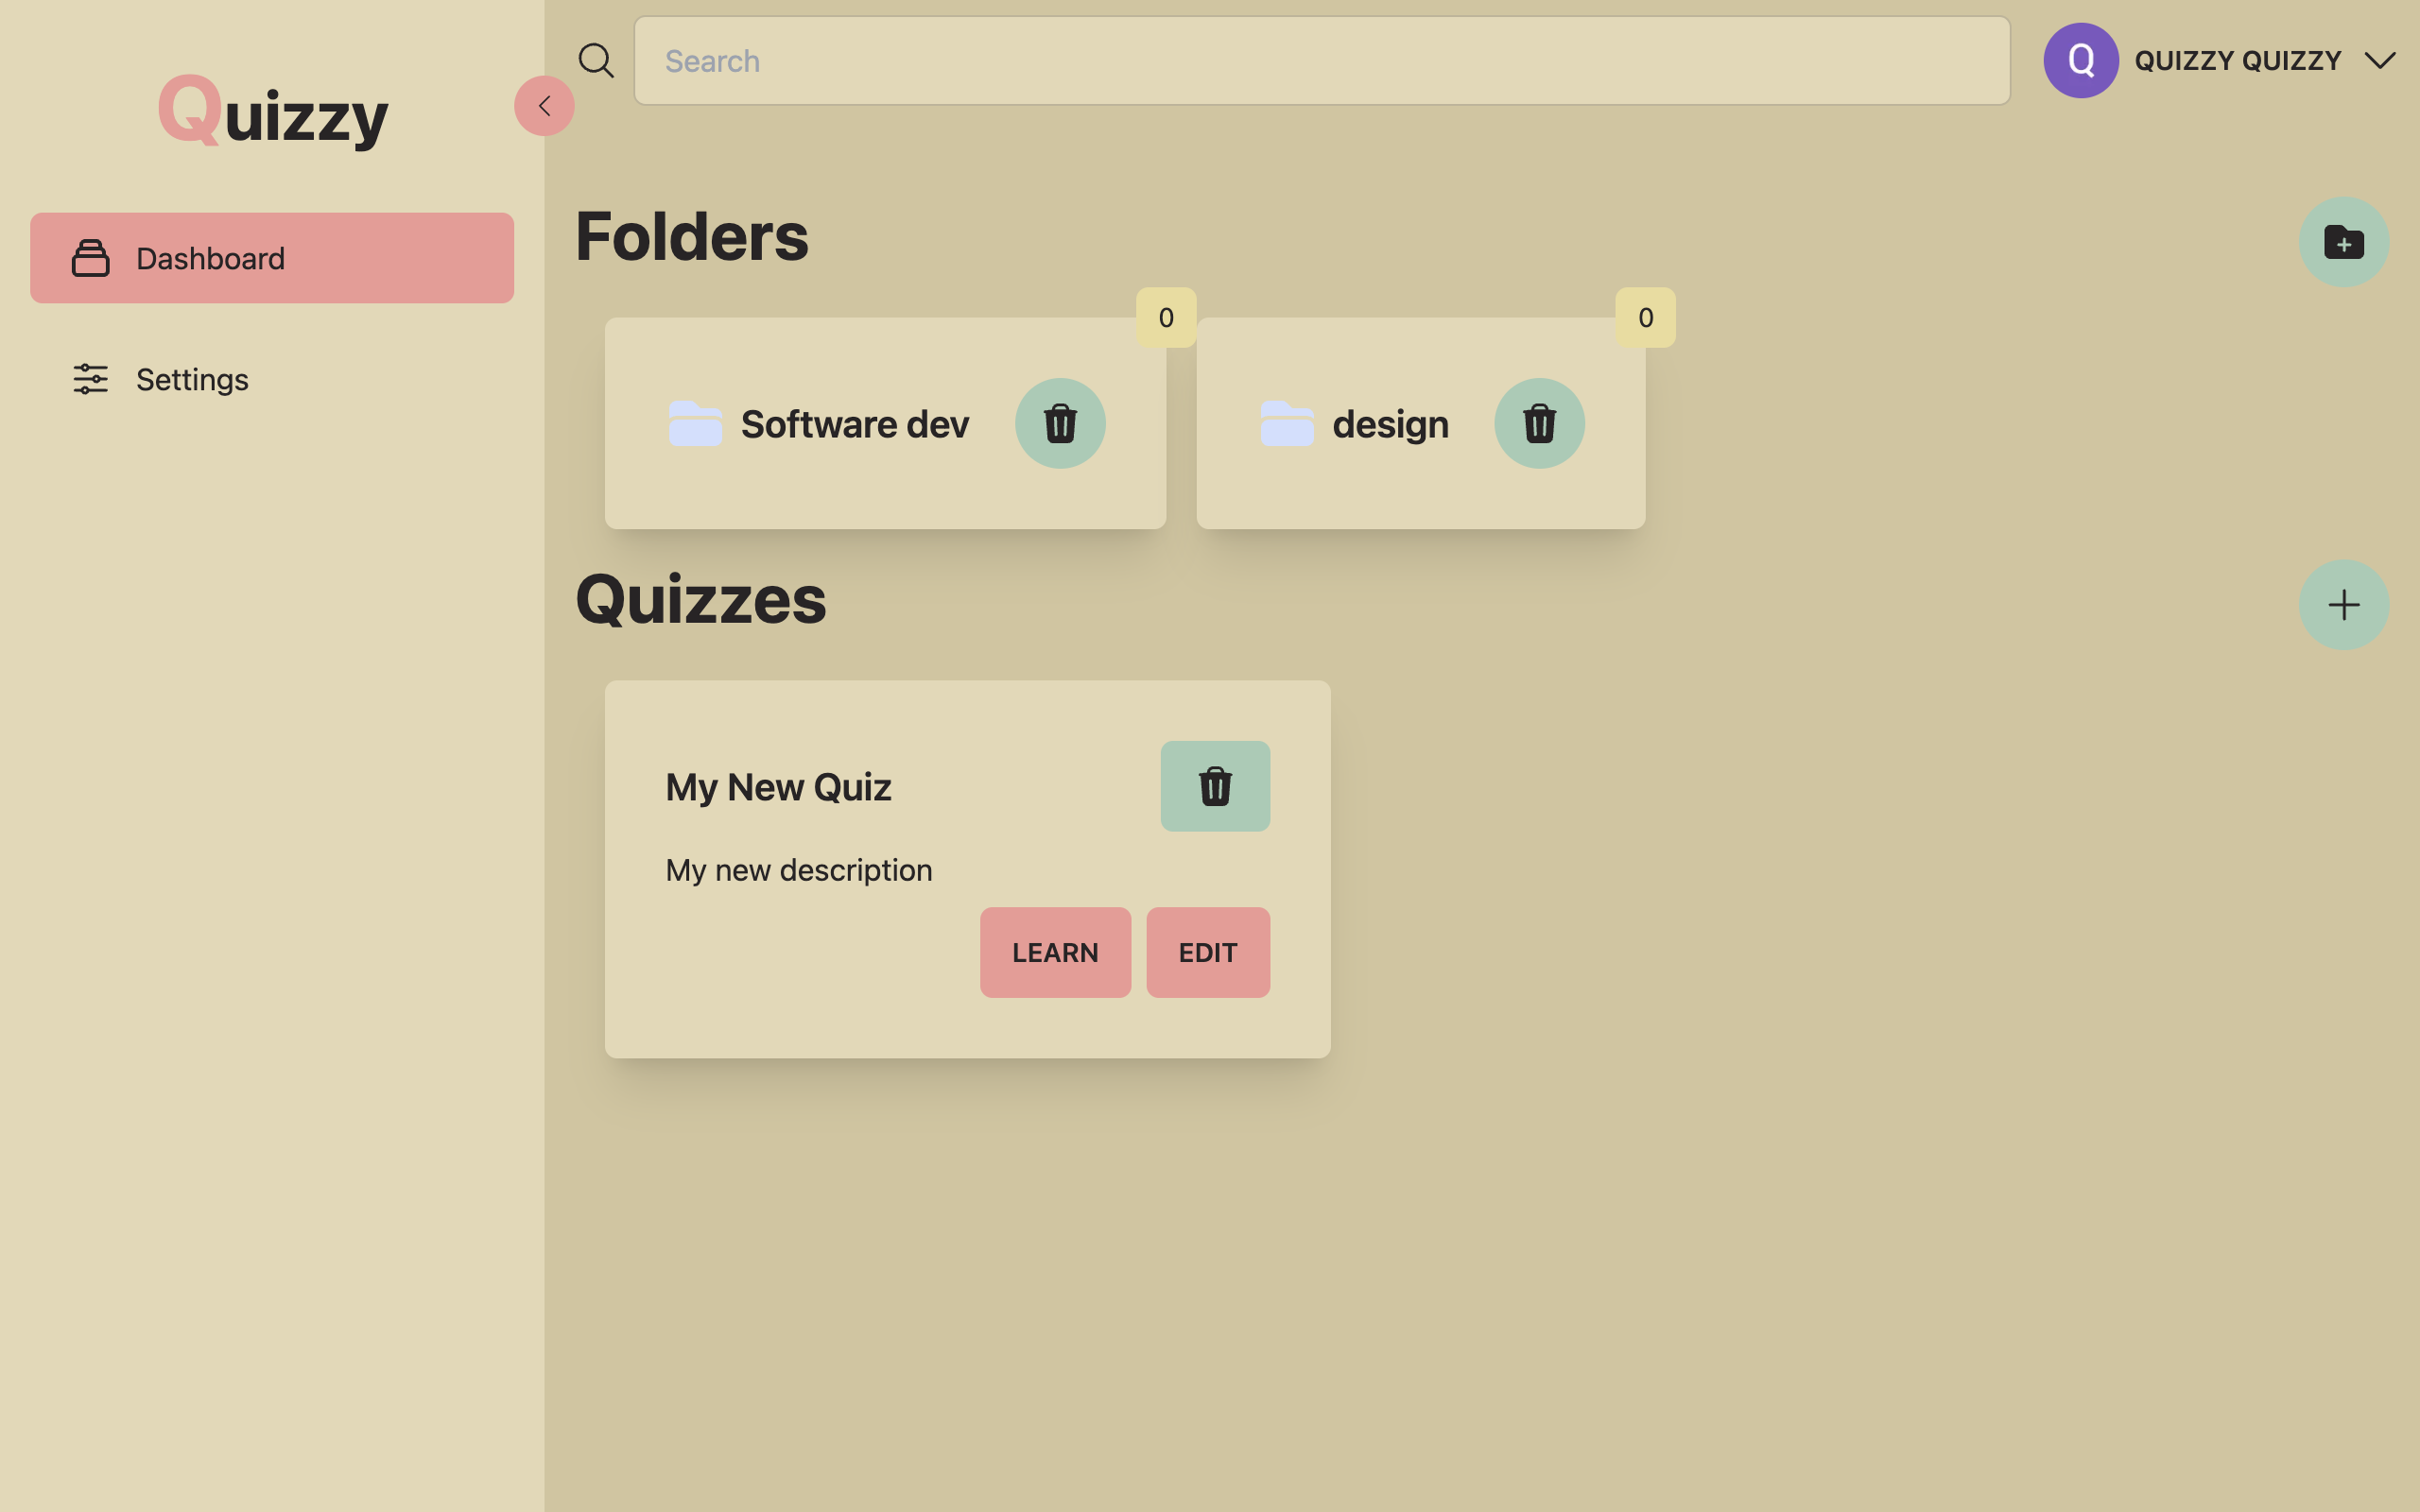 Quizzy
Search
Q QUIZZY QUIZZY
Dashboard
Settings
Folders
0
0
Software dev
design
Quizzes
My New Quiz
My new description
LEARN
EDIT